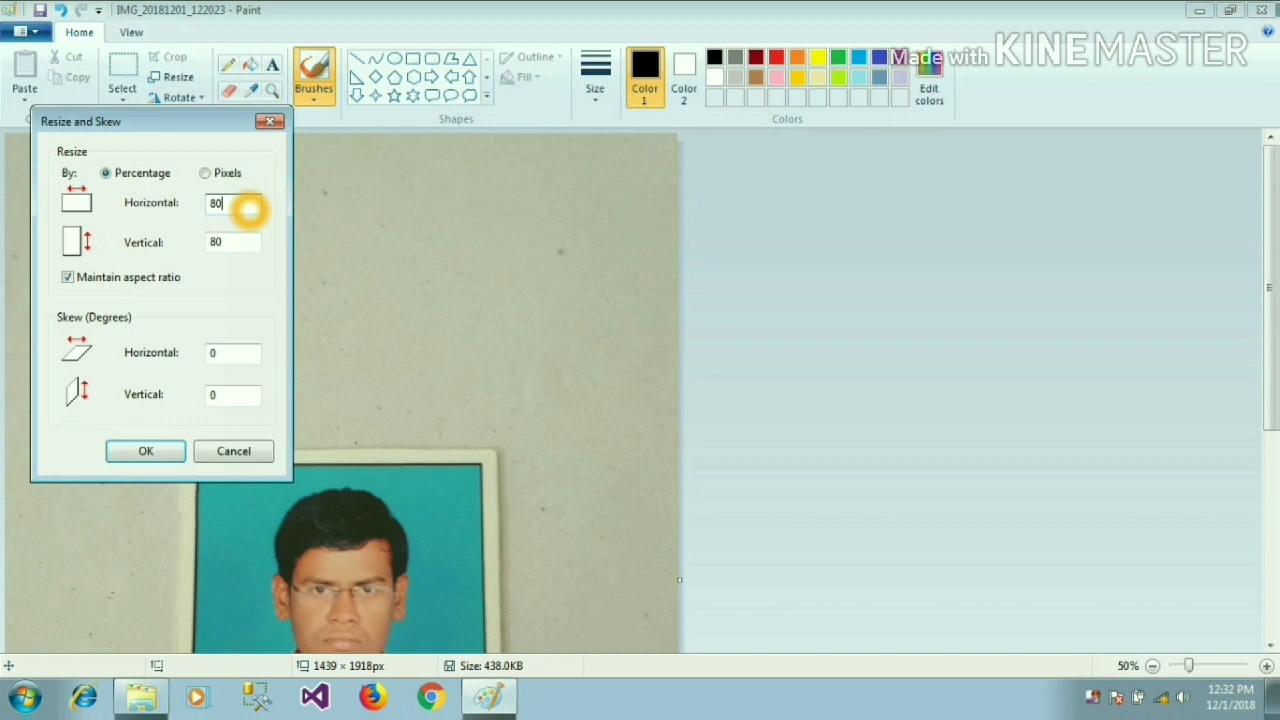 IMG_20181201_122023 - Paint
Home
View
Paste
Cut
Copy
Select
Crop
Resize
Rotate
A
Brushes
Shapes
Outline
Fill
Size
Color 1
Color 2
Colors
Edit colors
Made with KINEMASTER
Resize and Skew
Resize
By:
Percentage
Pixels
Horizontal:
80
Vertical:
80
Maintain aspect ratio
Skew (Degrees)
Horizontal:
0
Vertical:
0
OK
Cancel
1439 × 1918px
Size: 438.0KB
50%
12:32 PM
12/1/2018